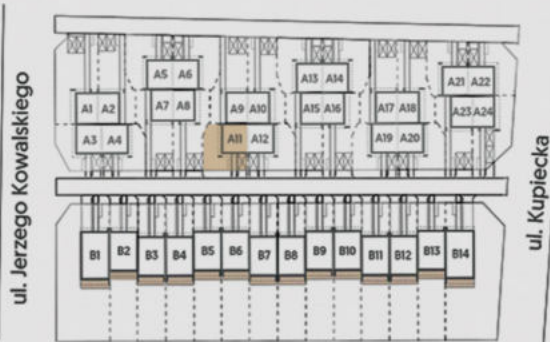 ul. Jerzego Kowalskiego
A5 A6
A13 A14
A21 A22
A1 A2
A7 A8
A9 A10
A15 A16
A17 A18
A23 A24
A3 A4
A11 A12
A19 A20
B1 B2 B3 B4 B5 B6 B7 B8 B9 B10 B11 B12 B13 B14
ul. Kupiecka